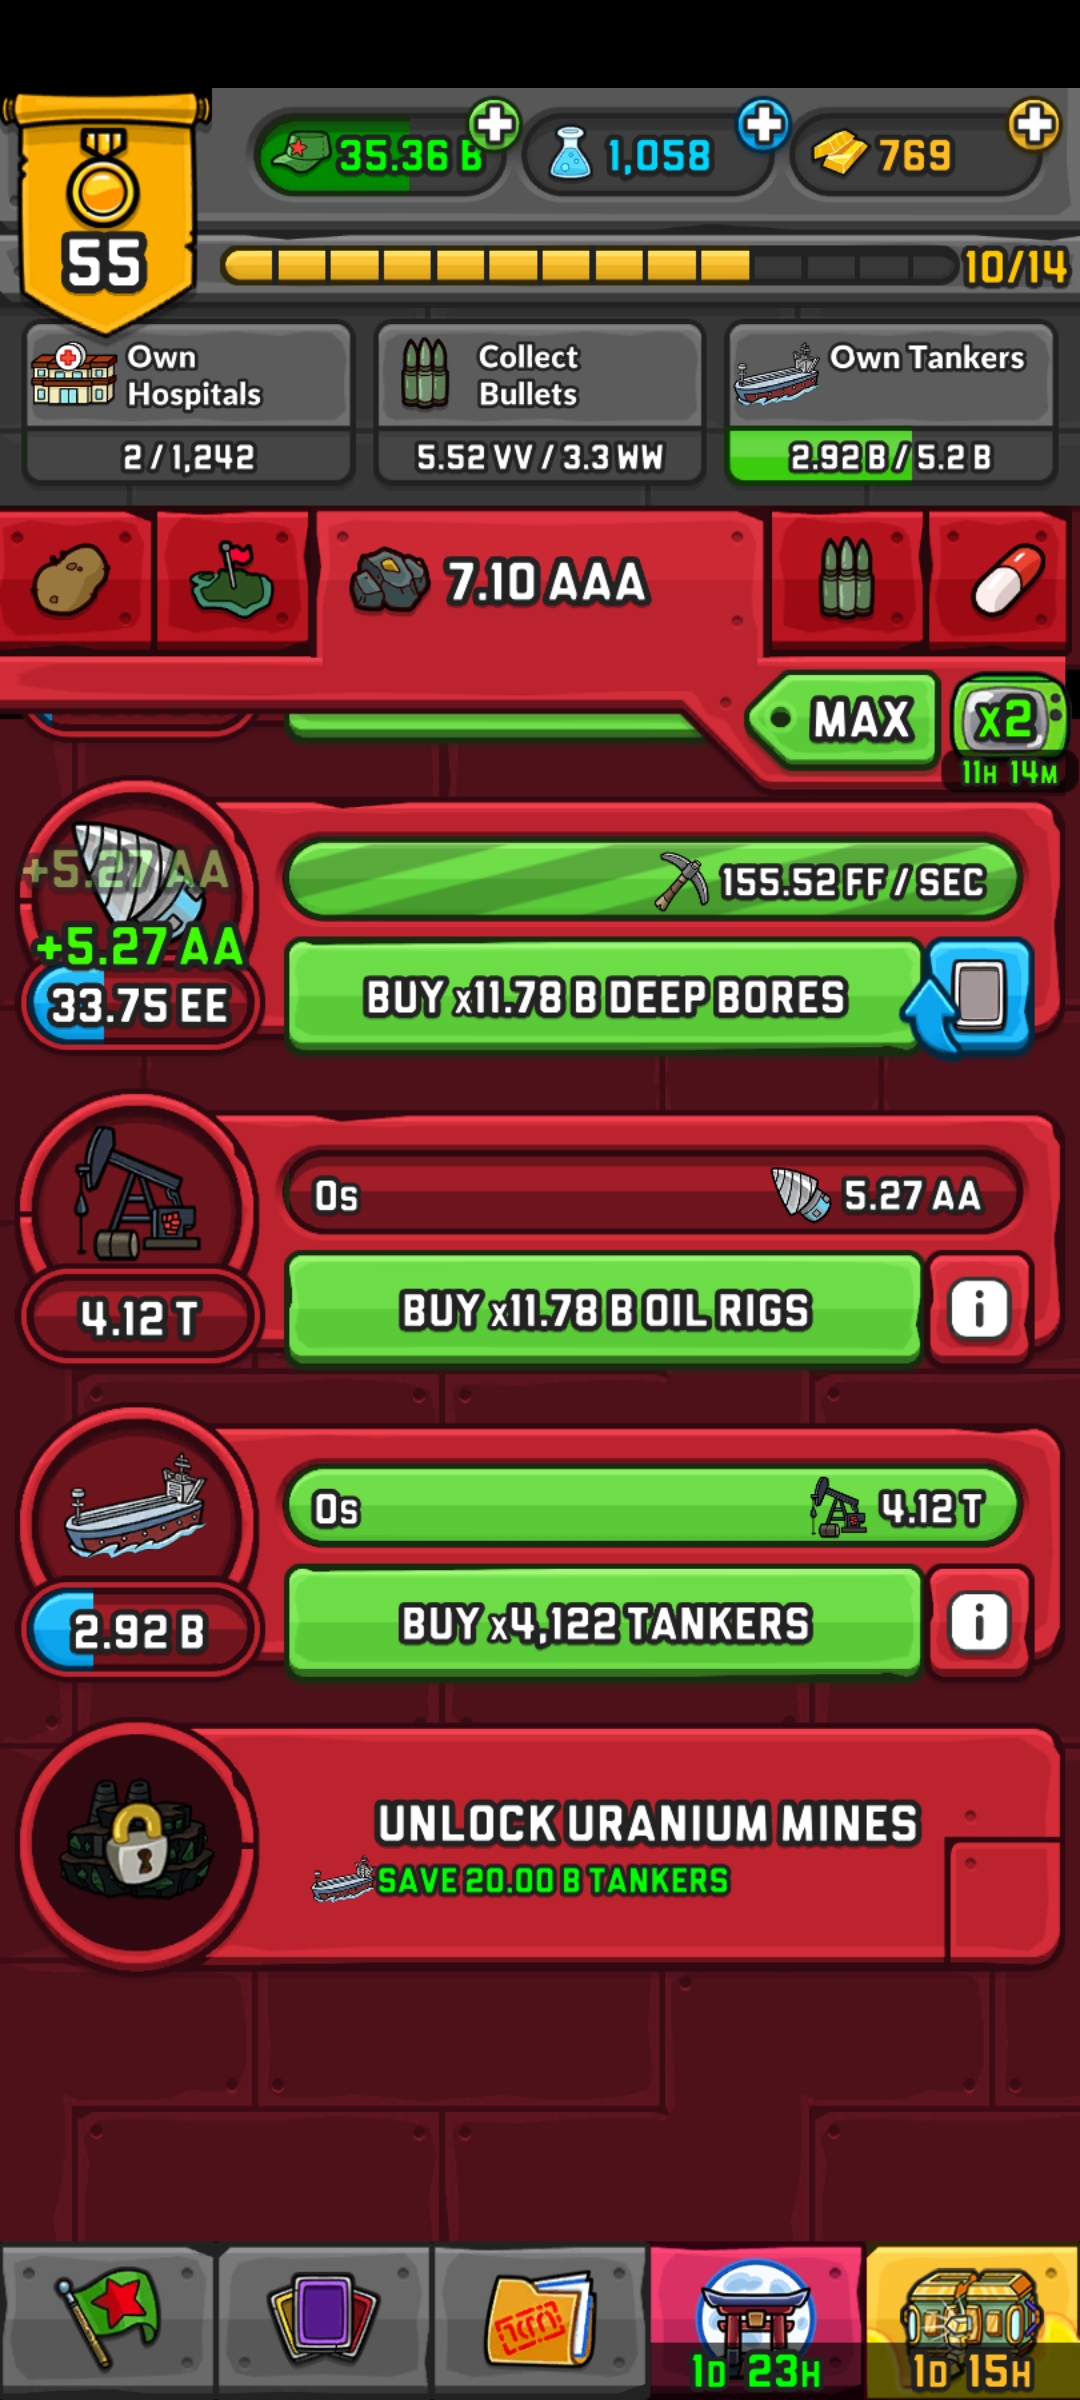 35.36 B
1,058
769
55
10/14
Own
Hospitals
2 / 1,242
Collect
Bullets
5.52 VV / 3.3 WW
Own Tankers
2.92 B / 5.2 B
7.10 AAA
MAX
x2
11H 14M
+5.27 AA
+5.27 AA
33.75 EE
155.52 FF / SEC
BUY x11.78 B DEEP BORES
0s
5.27 AA
4.12 T
BUY x11.78 B OIL RIGS
i
0s
4.12 T
2.92 B
BUY x4,122 TANKERS
i
UNLOCK URANIUM MINES
SAVE 20.00 B TANKERS
1D 23H
1D 15H